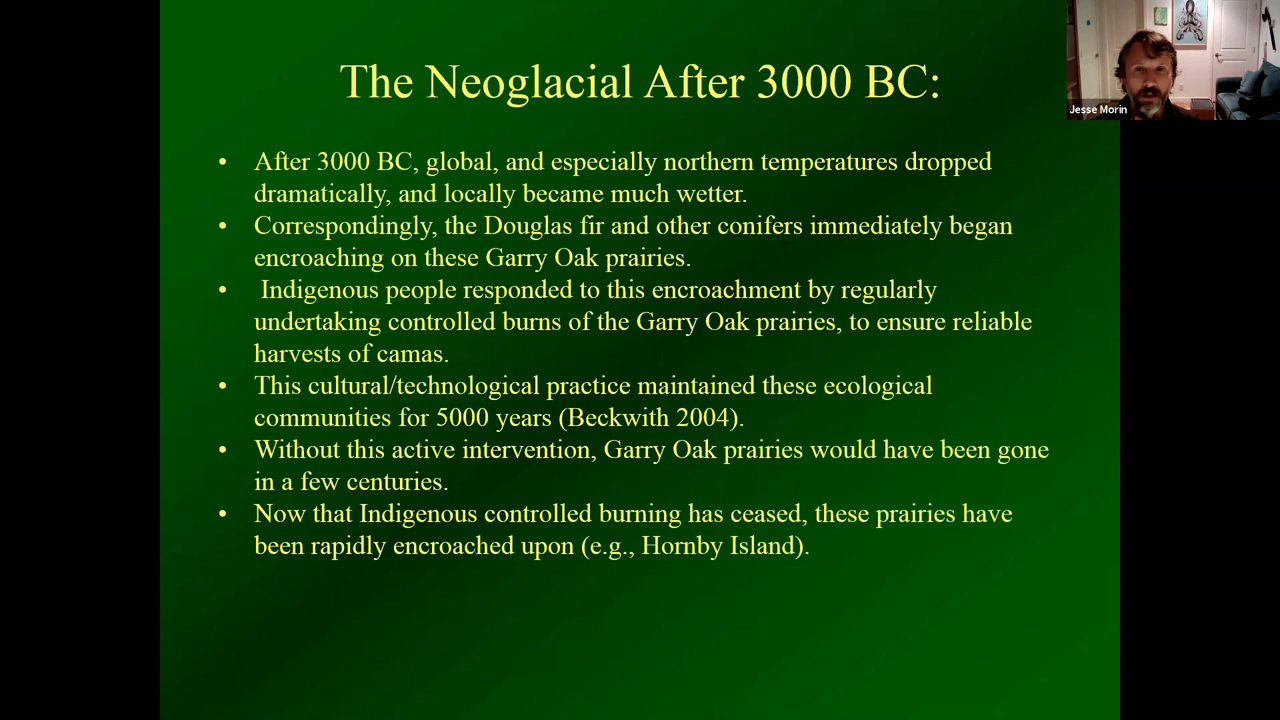 The Neoglacial After 3000 BC:
Jesse Morin
• After 3000 BC, global, and especially northern temperatures dropped
dramatically, and locally became much wetter.
• Correspondingly, the Douglas fir and other conifers immediately began
encroaching on these Garry Oak prairies.
• Indigenous people responded to this encroachment by regularly
undertaking controlled burns of the Garry Oak prairies, to ensure reliable
harvests of camas.
• This cultural/technological practice maintained these ecological
communities for 5000 years (Beckwith 2004).
• Without this active intervention, Garry Oak prairies would have been gone
in a few centuries.
• Now that Indigenous controlled burning has ceased, these prairies have
been rapidly encroached upon (e.g., Hornby Island).